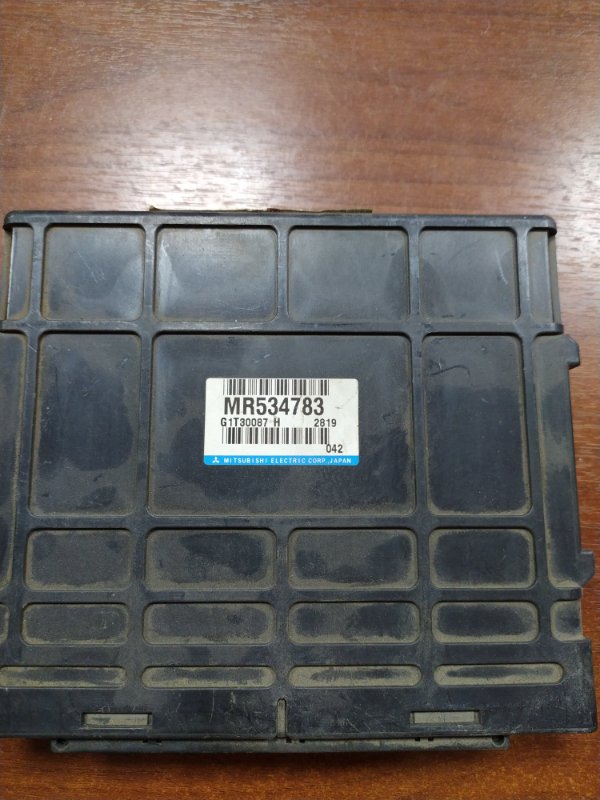 MR534783
G1T30087 H 2819
042
MITSUBISHI ELECTRIC CORP.,JAPAN